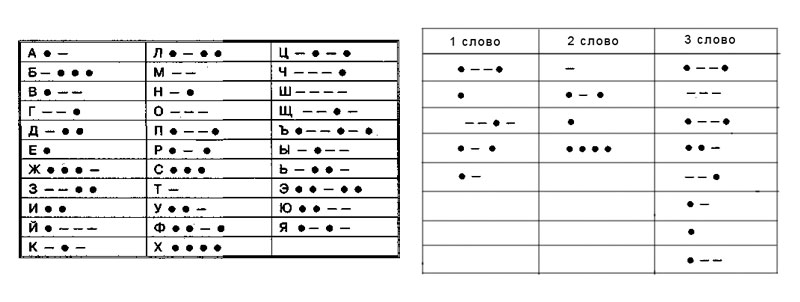 А ● – Л ● – ● ● Ц – ● – ●
Б – ● ● ● М – – Ч – – – ●
В ● – – Н – ● Ш – – – –
Г – – ● О – – – Щ – – ● –
Д – ● ● П ● – – ● Ъ ● – – ● – ●
Е ● Р ● – ● Ы – ● – –
Ж ● ● ● – С ● ● ● Ь – ● ● –
З – – ● ● Т – Э ● ● – ● ●
И ● ● У ● ● – Ю ● ● – –
Й ● – – – Ф ● ● – ● Я ● – ● –
К – ● – Х ● ● ● ●
1 слово 2 слово 3 слово
● – – ● – ● – – ●
● ● – ● – – –
– – ● – ● ● – – ●
● – ● ● ● ● ● ● ● –
● – – – ●
● –
●
● – –